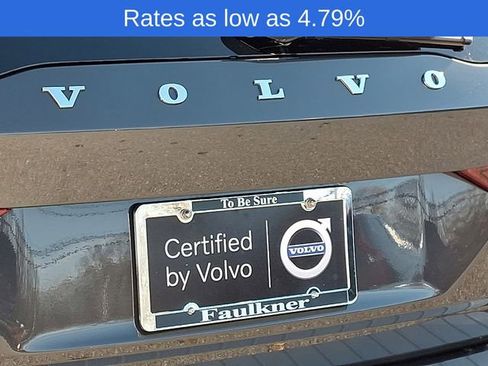 Rates as low as 4.79%
VOLVO
To Be Sure
Certified
by Volvo
VOLVO
Faulkner